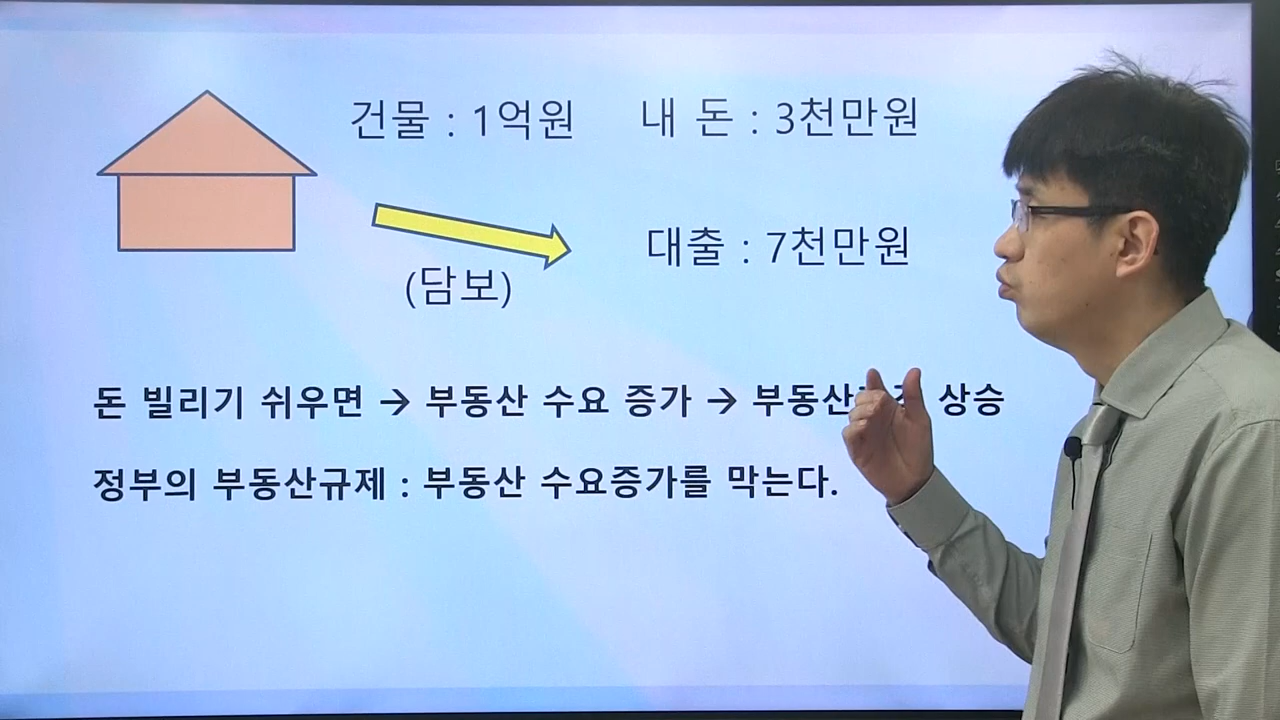 건물 : 1억원 내 돈 : 3천만원
대출 : 7천만원
(담보)
돈 빌리기 쉬우면 → 부동산 수요 증가 → 부동산 상승
정부의 부동산규제 : 부동산 수요증가를 막는다.